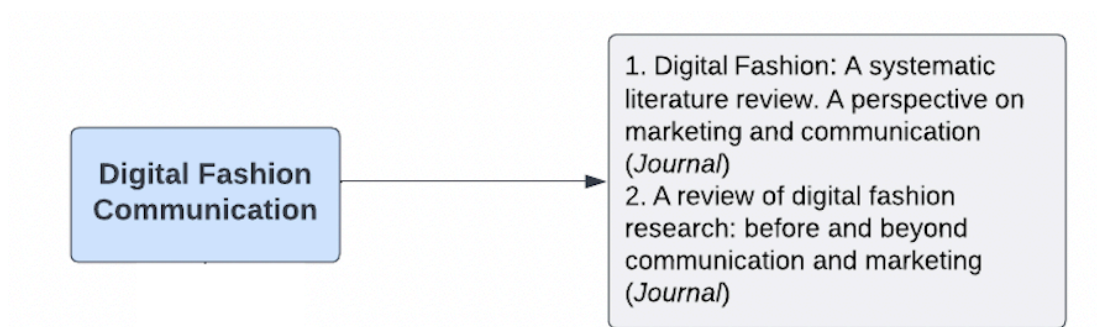 Digital Fashion
Communication
1. Digital Fashion: A systematic
literature review. A perspective on
marketing and communication
(Journal)
2. A review of digital fashion
research: before and beyond
communication and marketing
(Journal)